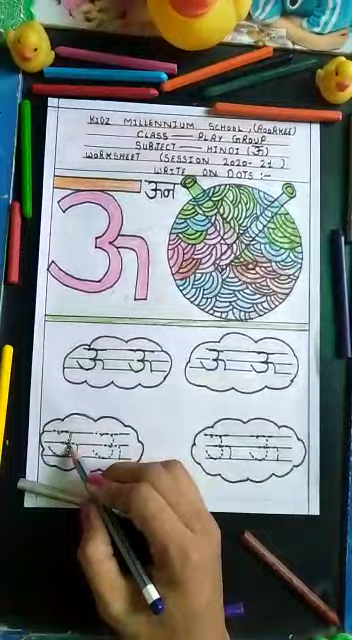 KIDZ MILLENNIUM SCHOOL, (ROORKEE)
CLASS —— PLAY GROUP
SUBJECT —— HINDI (ऊ)
WORKSHEET (SESSION 2020-21)
WRITE ON DOTS :-
ऊ ऊन
ऊ ऊ ऊ ऊ
ऊ ऊ ऊ ऊ